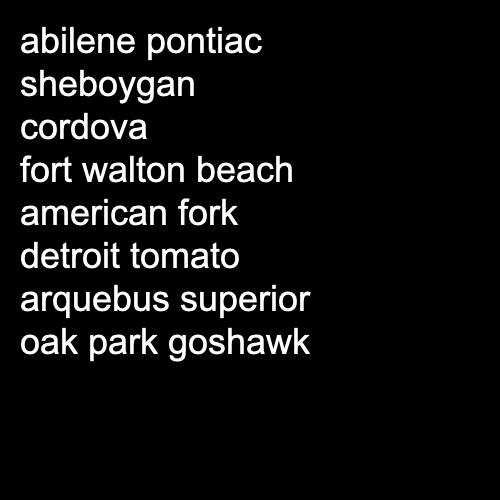 abilene pontiac
sheboygan
cordova
fort walton beach
american fork
detroit tomato
arquebus superior
oak park goshawk